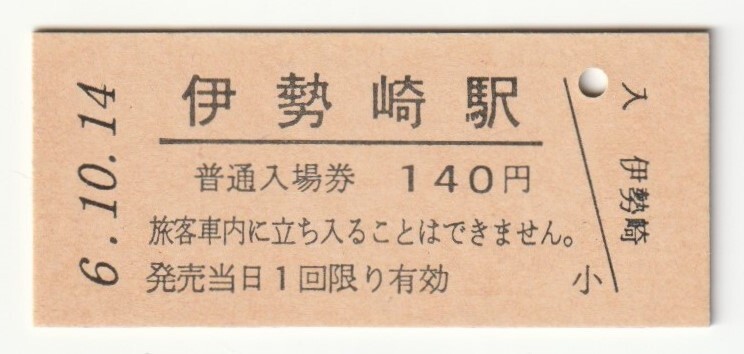 6.10.14
伊勢崎駅
普通入場券 140円
旅客車内に立ち入ることはできません。
発売当日1回限り有効
小
入 伊勢崎